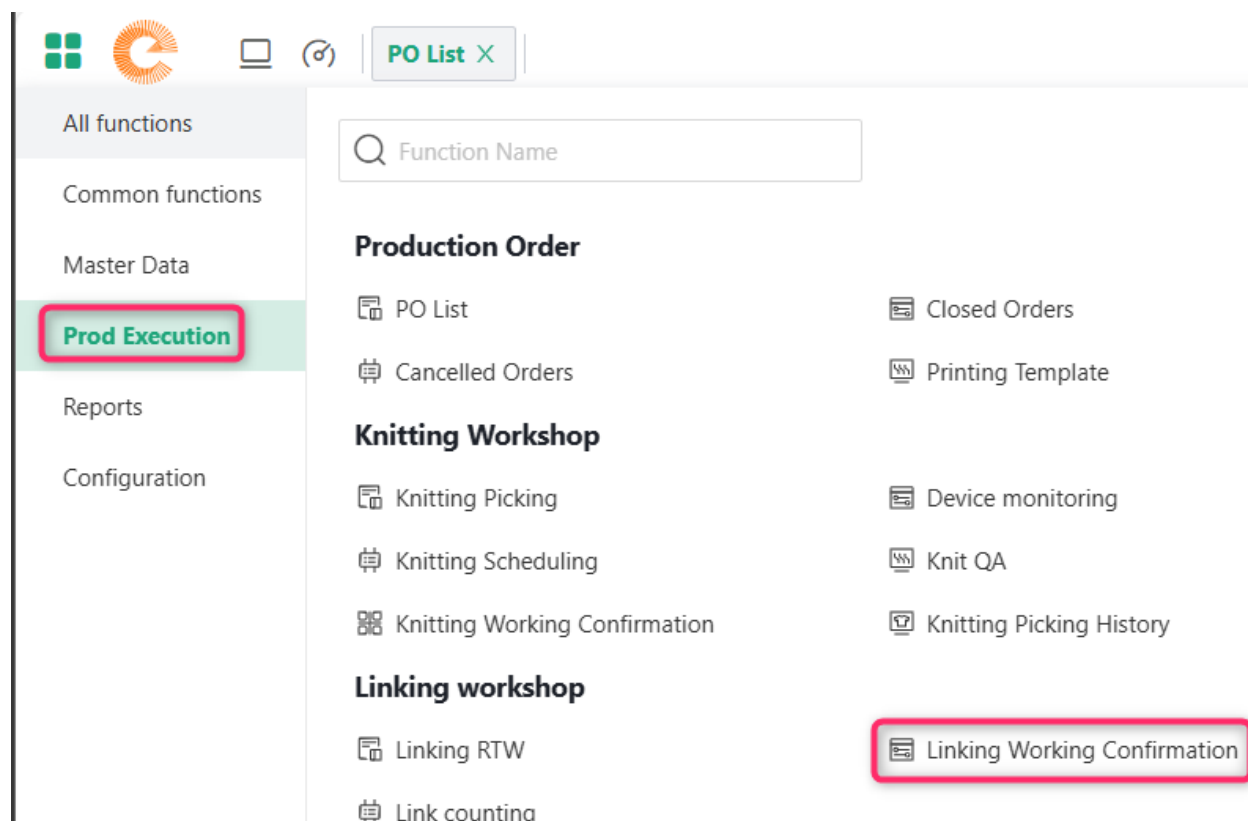 PO List
All functions
Common functions
Master Data
Prod Execution
Reports
Configuration
Function Name
Production Order
PO List
Closed Orders
Cancelled Orders
Printing Template
Knitting Workshop
Knitting Picking
Device monitoring
Knitting Scheduling
Knit QA
Knitting Working Confirmation
Knitting Picking History
Linking workshop
Linking RTW
Linking Working Confirmation
Link counting